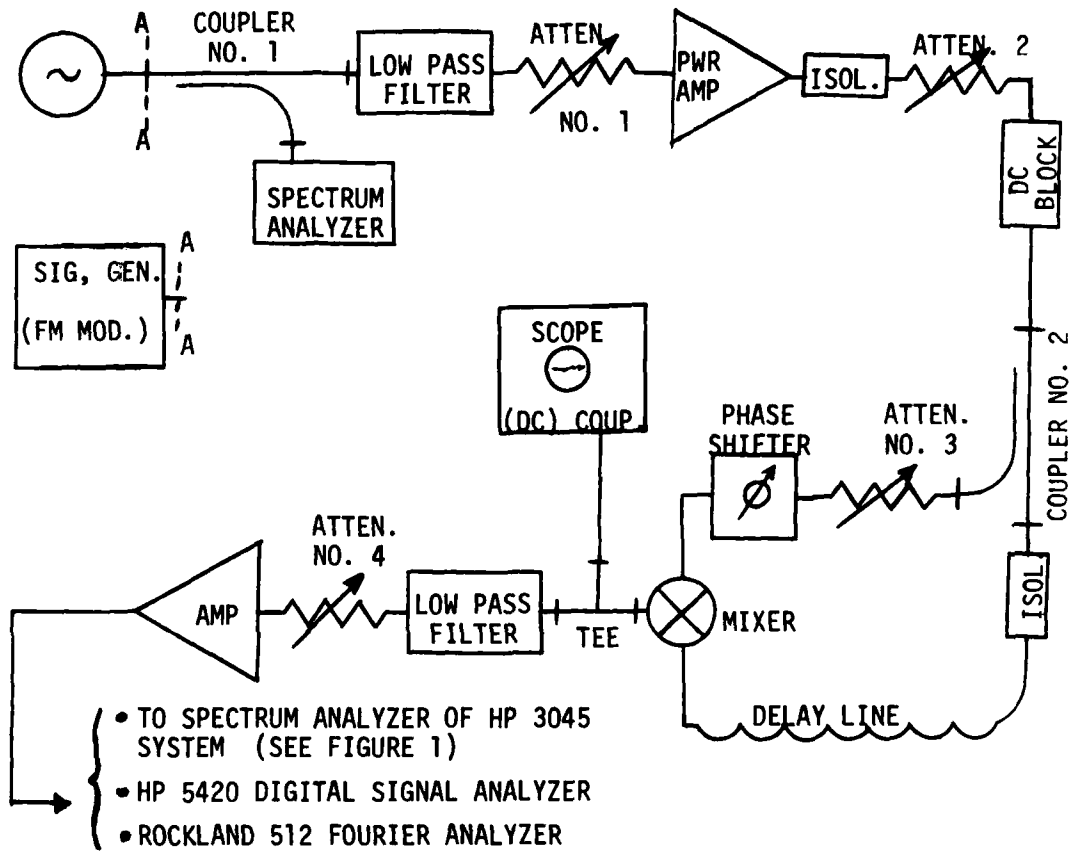 A
COUPLER
NO. 1
A
LOW PASS
FILTER
ATTEN.
NO. 1
PWR
AMP
ISOL.
ATTEN. 2
DC
BLOCK
SPECTRUM
ANALYZER
SIG, GEN.
(FM MOD.)
A
A
SCOPE
(DC) COUP.
PHASE
SHIFTER
ATTEN.
NO. 3
COUPLER NO. 2
ISOL
ATTEN.
NO. 4
AMP
LOW PASS
FILTER
TEE
MIXER
DELAY LINE
• TO SPECTRUM ANALYZER OF HP 3045
SYSTEM (SEE FIGURE 1)
• HP 5420 DIGITAL SIGNAL ANALYZER
• ROCKLAND 512 FOURIER ANALYZER